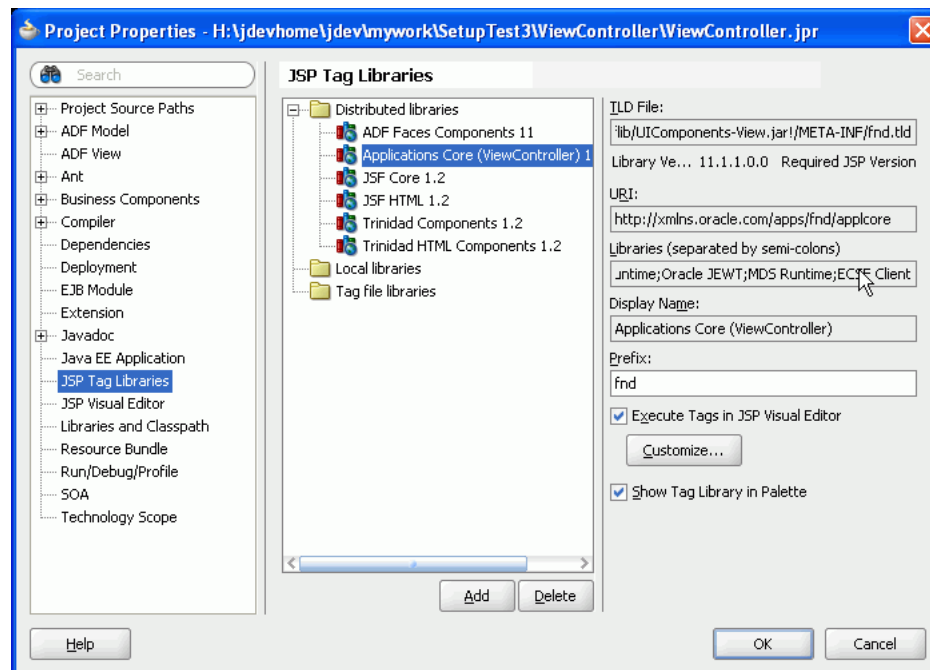 Project Properties - H:\jdevhome\jdev\mywork\SetupTest3\ViewController\ViewController.jpr
Search
Project Source Paths
ADF Model
ADF View
Ant
Business Components
Compiler
Dependencies
Deployment
EJB Module
Extension
Javadoc
Java EE Application
JSP Tag Libraries
JSP Visual Editor
Libraries and Classpath
Resource Bundle
Run/Debug/Profile
SOA
Technology Scope
JSP Tag Libraries
Distributed libraries
ADF Faces Components 11
Applications Core (ViewController) 1
JSF Core 1.2
JSF HTML 1.2
Trinidad Components 1.2
Trinidad HTML Components 1.2
Local libraries
Tag file libraries
Add Delete
TLD File:
lib/UIComponents-View.jar!/META-INF/fnd.tld
Library Ve... 11.1.1.0.0 Required JSP Version
URI:
http://xmlns.oracle.com/apps/fnd/applcore
Libraries (separated by semi-colons)
untime;Oracle JEWT;MDS Runtime;ECSF Client
Display Name:
Applications Core (ViewController)
Prefix:
fnd
Execute Tags in JSP Visual Editor
Customize...
Show Tag Library in Palette
Help OK Cancel